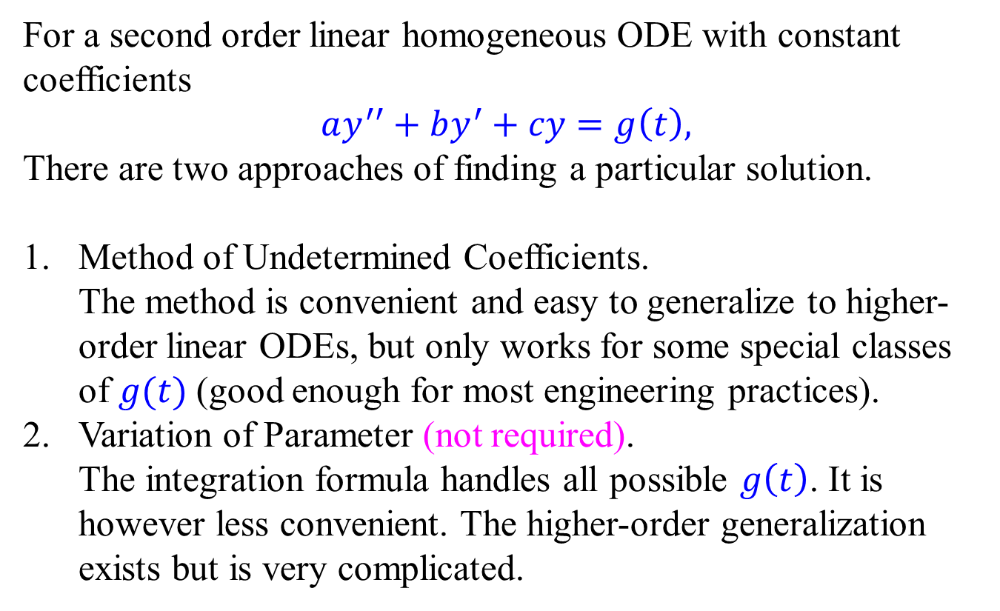 For a second order linear homogeneous ODE with constant
coefficients
ay′′ + by′ + cy = g(t),
There are two approaches of finding a particular solution.
1. Method of Undetermined Coefficients.
The method is convenient and easy to generalize to higher-
order linear ODEs, but only works for some special classes
of g(t) (good enough for most engineering practices).
2. Variation of Parameter (not required).
The integration formula handles all possible g(t). It is
however less convenient. The higher-order generalization
exists but is very complicated.